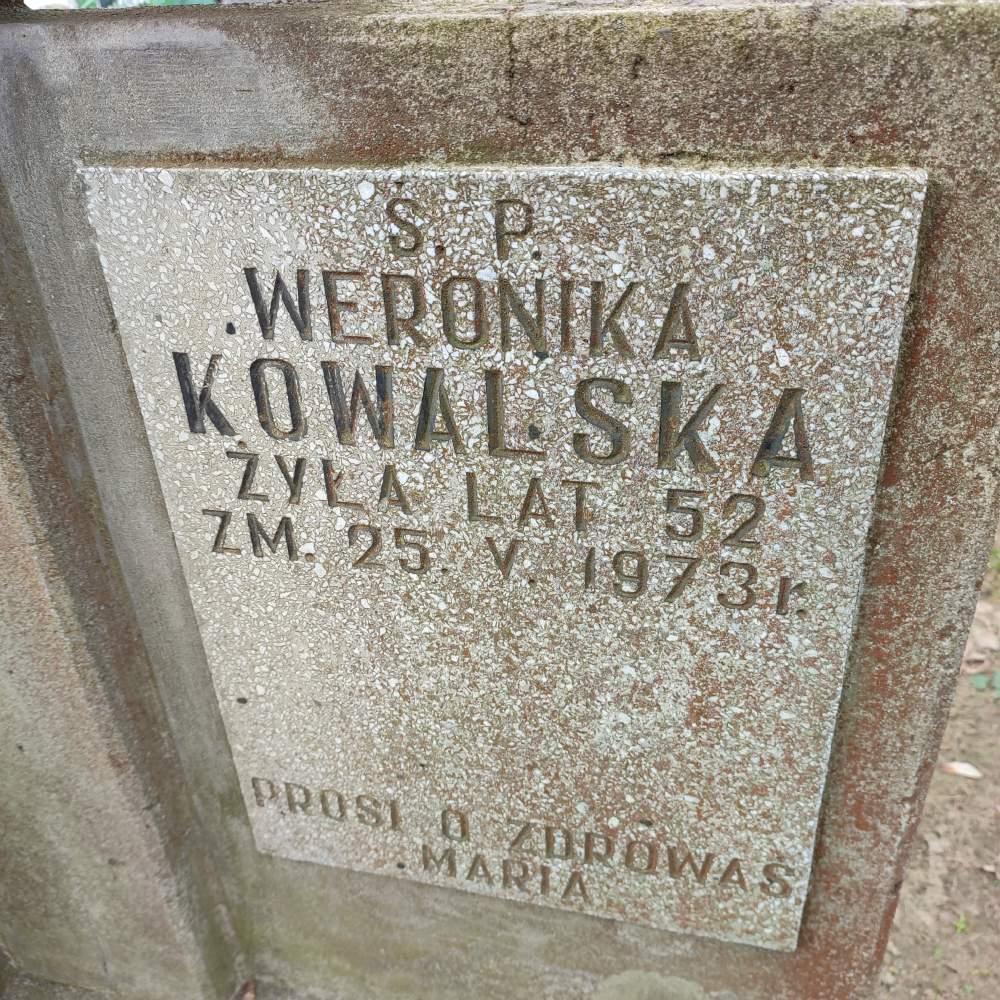 Ś. P.
WERONIKA
KOWALSKA
ŻYŁA LAT 52
ZM. 25. V. 1973 r.
PROSI O ZDROWAŚ
MARIA